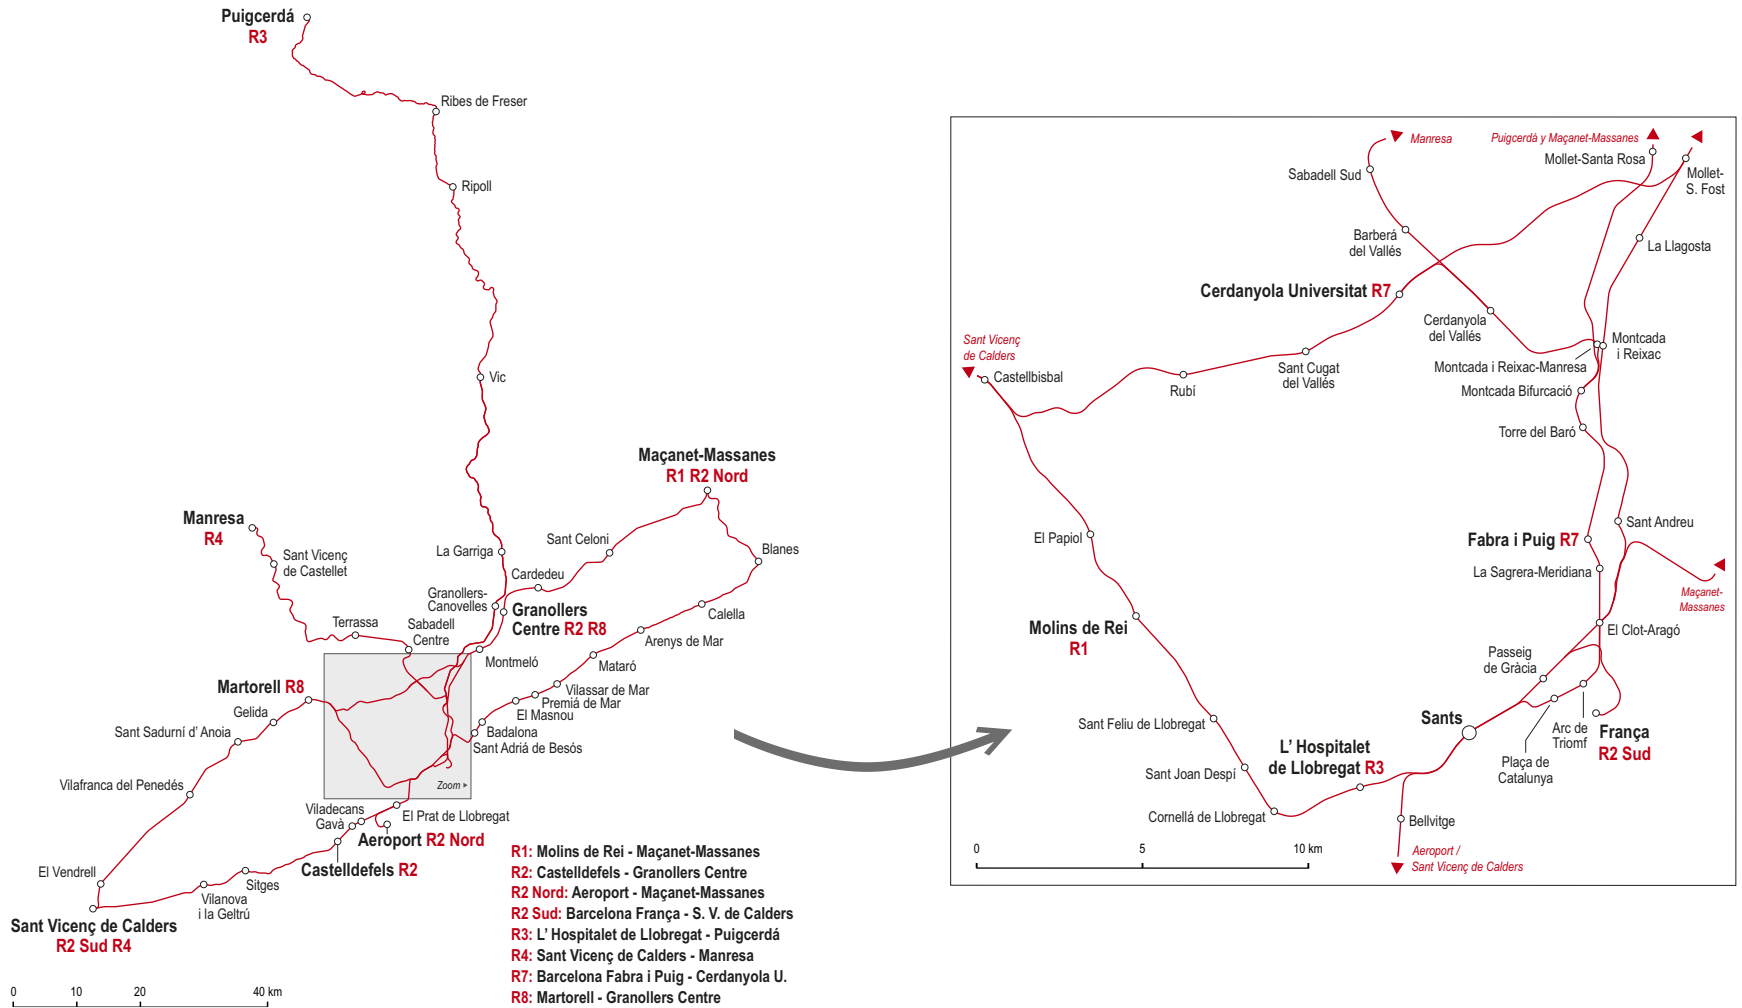 Puigcerdá
R3
Ribes de Freser
Ripoll
Vic
Maçanet-Massanes
R1 R2 Nord
Manresa
R4
Sant Vicenç
de Castellet
La Garriga
Sant Celoni
Blanes
Cardedeu
Granollers-
Canovelles
Granollers
Centre R2 R8
Calella
Terrassa
Sabadell
Centre
Arenys de Mar
Montmeló
Mataró
Martorell R8
Vilassar de Mar
Premiá de Mar
El Masnou
Gelida
Badalona
Sant Sadurní d' Anoia
Sant Adriá de Besós
Vilafranca del Penedés
Zoom
Viladecans
Gavà
El Prat de Llobregat
Aeroport R2 Nord
Castelldefels R2
El Vendrell
Sitges
Vilanova
i la Geltrú
Sant Vicenç de Calders
R2 Sud R4
0 10 20 40 km
R1: Molins de Rei - Maçanet-Massanes
R2: Castelldefels - Granollers Centre
R2 Nord: Aeroport - Maçanet-Massanes
R2 Sud: Barcelona França - S. V. de Calders
R3: L' Hospitalet de Llobregat - Puigcerdá
R4: Sant Vicenç de Calders - Manresa
R7: Barcelona Fabra i Puig - Cerdanyola U.
R8: Martorell - Granollers Centre
Manresa
Puigcerdá y Maçanet-Massanes
Mollet-Santa Rosa
Sabadell Sud
Mollet-
S. Fost
Barberá
del Vallés
La Llagosta
Cerdanyola Universitat R7
Cerdanyola
del Vallés
Sant Vicenç
de Calders
Castellbisbal
Montcada
i Reixac
Montcada i Reixac-Manresa
Sant Cugat
del Vallés
Rubí
Montcada Bifurcació
Torre del Baró
Sant Andreu
El Papiol
Fabra i Puig R7
La Sagrera-Meridiana
Maçanet-
Massanes
Molins de Rei
R1
El Clot-Aragó
Passeig
de Gràcia
Sant Feliu de Llobregat
Sants
Arc de
Triomf
França
R2 Sud
L' Hospitalet
de Llobregat R3
Plaça de
Catalunya
Sant Joan Despí
Cornellá de Llobregat
Bellvitge
0 5 10 km
Aeroport /
Sant Vicenç de Calders